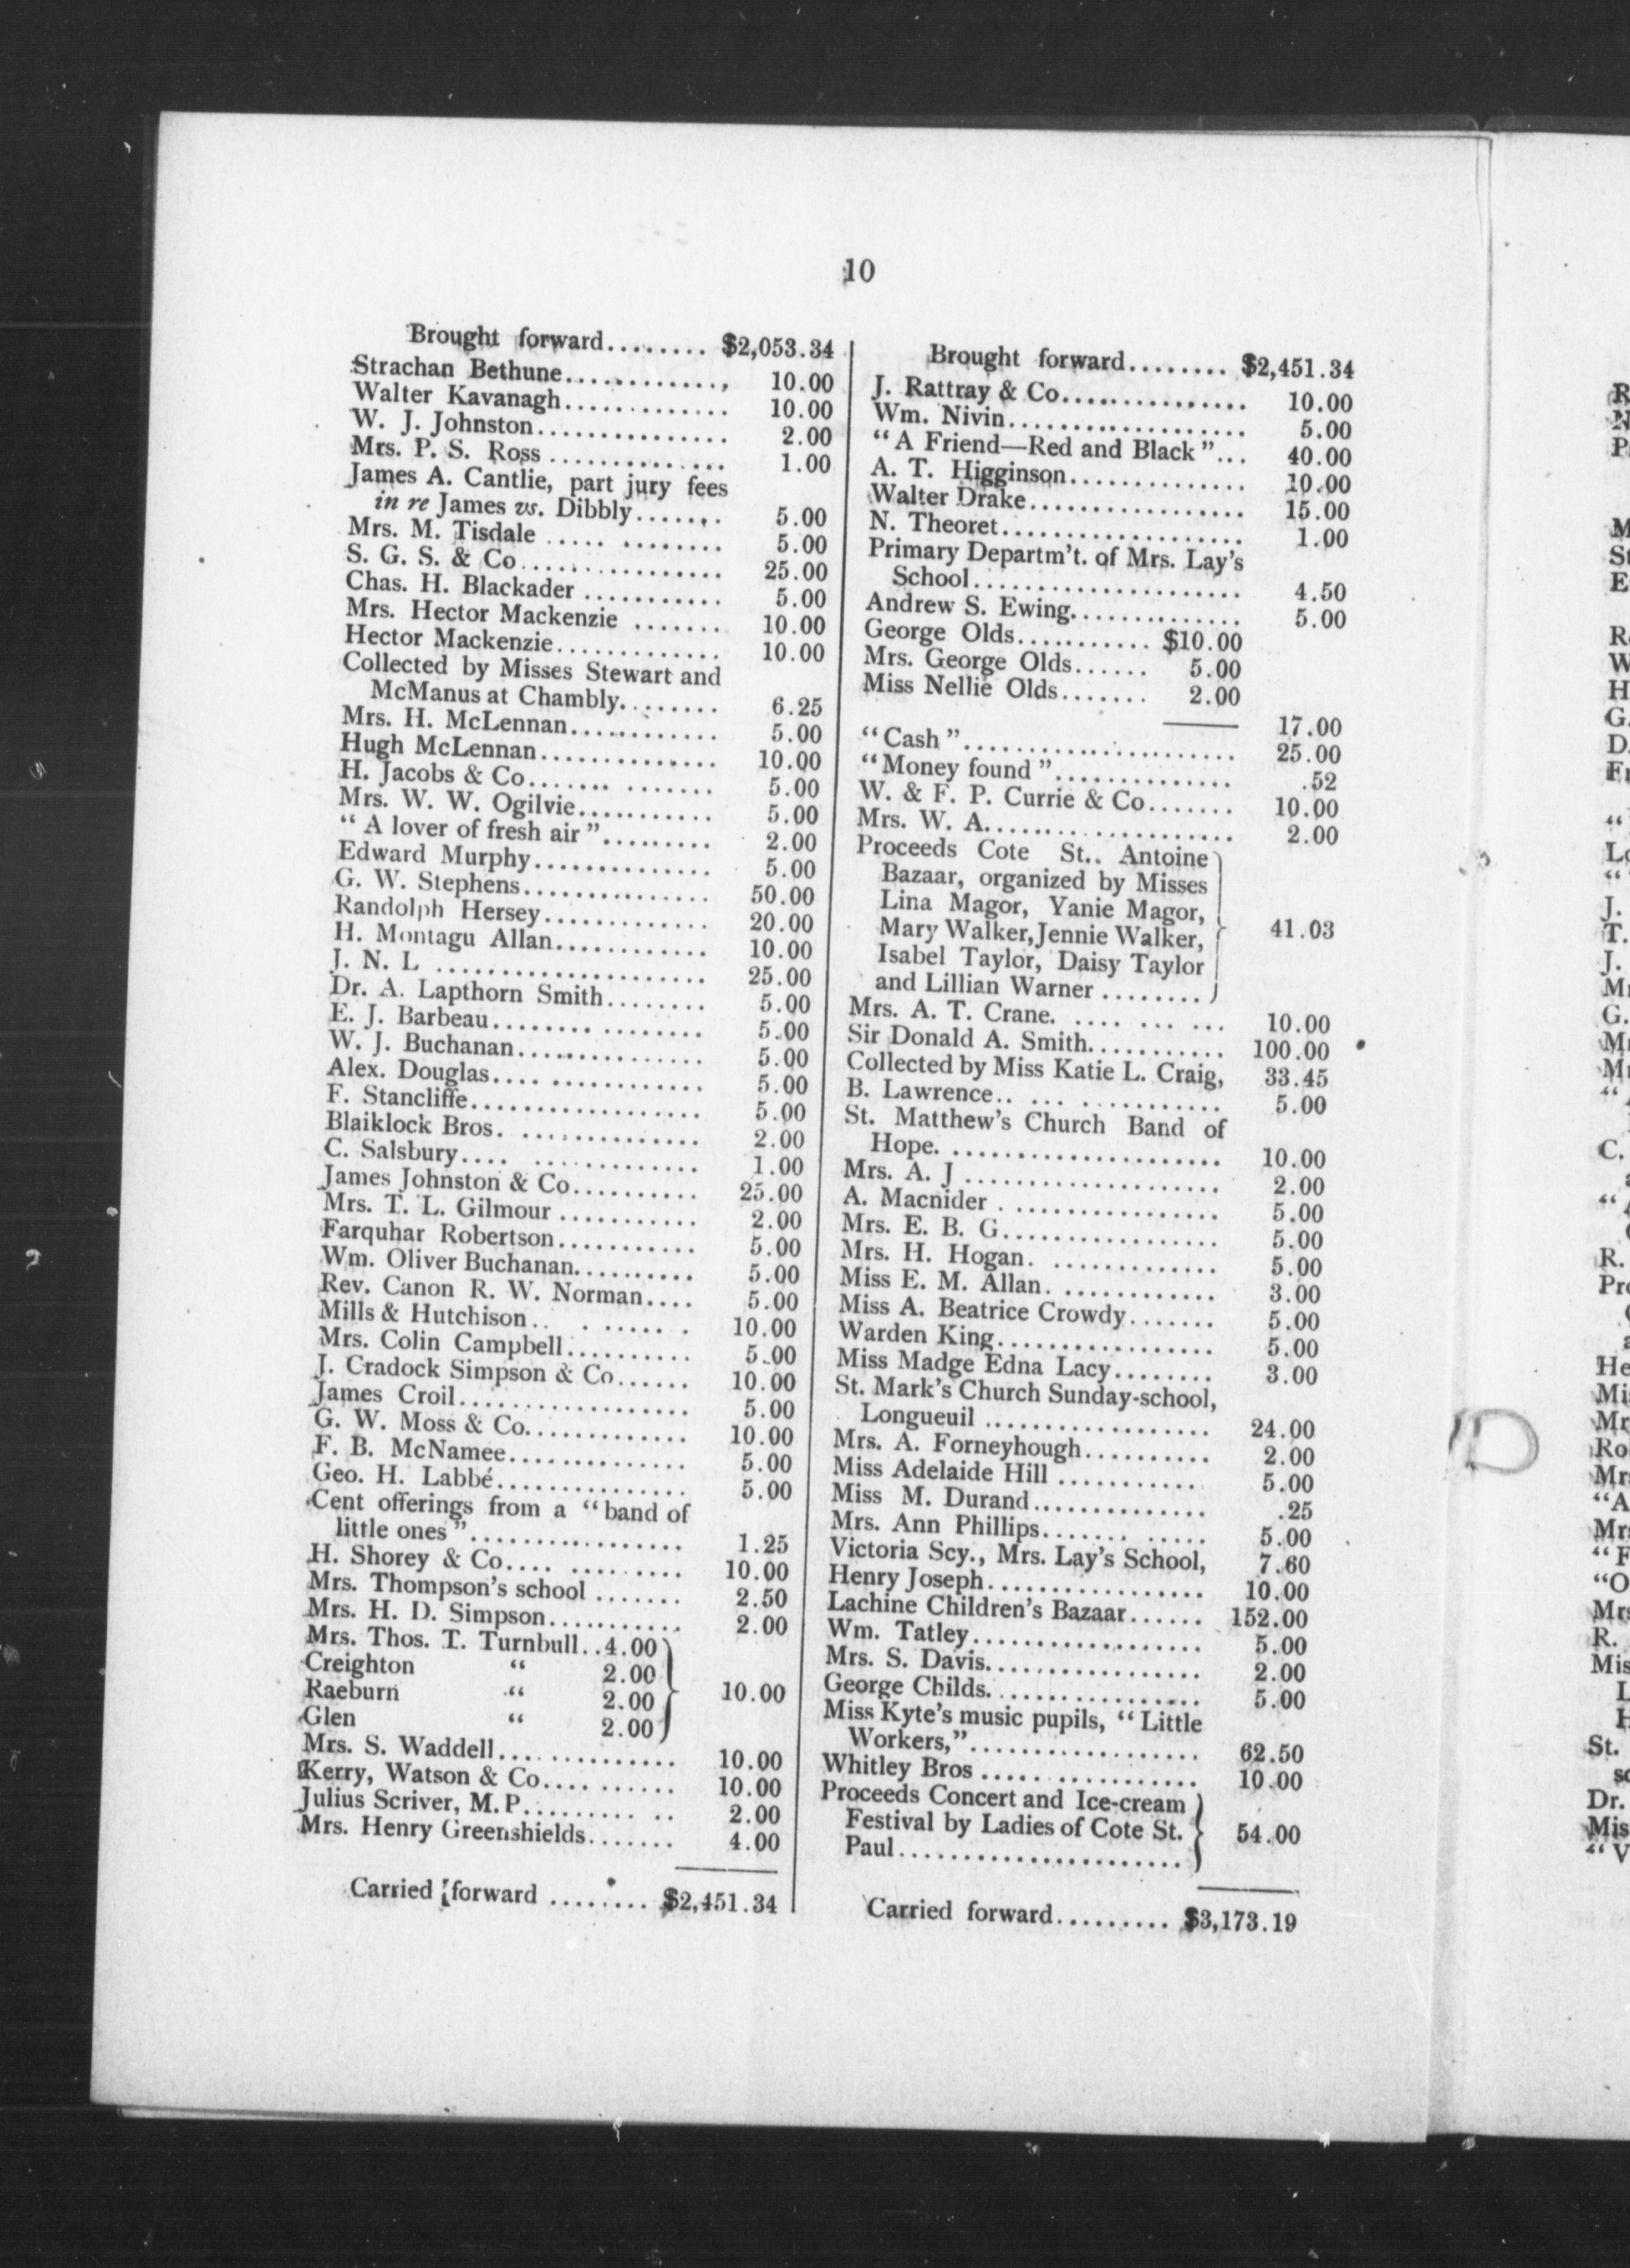 10
Brought forward........ $2,053.34
Strachan Bethune............, 10.00
Walter Kavanagh............. 10.00
W. J. Johnston............... 2.00
Mrs. P. S. Ross .............. 1.00
James A. Cantlie, part jury fees
in re James vs. Dibbly....... 5.00
Mrs. M. Tisdale ..... ........ 5.00
S. G. S. & Co................ 25.00
Chas. H. Blackader ........... 5.00
Mrs. Hector Mackenzie ....... 10.00
Hector Mackenzie............. 10.00
Collected by Misses Stewart and
McManus at Chambly........ 6.25
Mrs. H. McLennan............ 5.00
Hugh McLennan.............. 10.00
H. Jacobs & Co....... ....... 5.00
Mrs. W. W. Ogilvie........... 5.00
“ A lover of fresh air ”......... 2.00
Edward Murphy.............. 5.00
G. W. Stephens.............. 50.00
Randolph Hersey............. 20.00
H. Montagu Allan............ 10.00
J. N. L ..................... 25.00
Dr. A. Lapthorn Smith........ 5.00
E. J. Barbeau................ 5.00
W. J. Buchanan.............. 5.00
Alex. Douglas................ 5.00
F. Stancliffe.................. 5.00
Blaiklock Bros. .............. 2.00
C. Salsbury.... ............. 1.00
James Johnston & Co.......... 25.00
Mrs. T. L. Gilmour ........... 2.00
Farquhar Robertson........... 5.00
Wm. Oliver Buchanan.......... 5.00
Rev. Canon R. W. Norman.... 5.00
Mills & Hutchison.. . ...... . 10.00
Mrs. Colin Campbell.......... 5.00
J. Cradock Simpson & Co...... 10.00
James Croil.................. 5.00
G. W. Moss & Co............. 10.00
F. B. McNamee.............. 5.00
Geo. H. Labbé............... 5.00
Cent offerings from a “band of
little ones”................. 1.25
H. Shorey & Co.... ......... 10.00
Mrs. Thompson's school ....... 2.50
Mrs. H. D. Simpson........... 2.00
Mrs. Thos. T. Turnbull..4.00
Creighton “ 2.00
Raeburn “ 2.00 10.00
Glen “ 2.00
Mrs. S. Waddell.............. 10.00
Kerry, Watson & Co.......... 10.00
Julius Scriver, M.P......... .. 2.00
Mrs. Henry Greenshields....... 4.00
Carried forward ........ $2,451.34
Brought forward........ $2,451.34
J. Rattray & Co............... 10.00
Wm. Nivin................... 5.00
“A Friend—Red and Black”... 40.00
A. T. Higginson.............. 10.00
Walter Drake................. 15.00
N. Theoret................... 1.00
Primary Departm't. of Mrs. Lay's
School..................... 4.50
Andrew S. Ewing.............. 5.00
George Olds........... $10.00
Mrs. George Olds...... 5.00
Miss Nellie Olds....... 2.00
17.00
“Cash”...................... 25.00
“Money found”.............. .52
W. & F. P. Currie & Co....... 10.00
Mrs. W. A.................... 2.00
Proceeds Cote St.. Antoine
Bazaar, organized by Misses
Lina Magor, Yanie Magor,
Mary Walker, Jennie Walker, 41.03
Isabel Taylor, Daisy Taylor
and Lillian Warner ........
Mrs. A. T. Crane. .... ... ... 10.00
Sir Donald A. Smith........... 100.00
Collected by Miss Katie L. Craig, 33.45
B. Lawrence.. ... ........... 5.00
St. Matthew's Church Band of
Hope. ..................... 10.00
Mrs. A. J .................... 2.00
A. Macnider . ................ 5.00
Mrs. E. B. G................. 5.00
Mrs. H. Hogan. ............. 5.00
Miss E. M. Allan. ............ 3.00
Miss A. Beatrice Crowdy....... 5.00
Warden King................. 5.00
Miss Madge Edna Lacy........ 3.00
St. Mark's Church Sunday-school,
Longueuil .................. 24.00
Mrs. A. Forneyhough.......... 2.00
Miss Adelaide Hill ........... 5.00
Miss M. Durand.............. .25
Mrs. Ann Phillips....... ...... 5.00
Victoria Scy., Mrs. Lay's School, 7.60
Henry Joseph................. 10.00
Lachine Children's Bazaar...... 152.00
Wm. Tatley.................. 5.00
Mrs. S. Davis................. 2.00
George Childs................. 5.00
Miss Kyte's music pupils, “Little
Workers,”.................. 62.50
Whitley Bros ................. 10.00
Proceeds Concert and Ice-cream
Festival by Ladies of Cote St. 54.00
Paul.......................
Carried forward......... $3,173.19